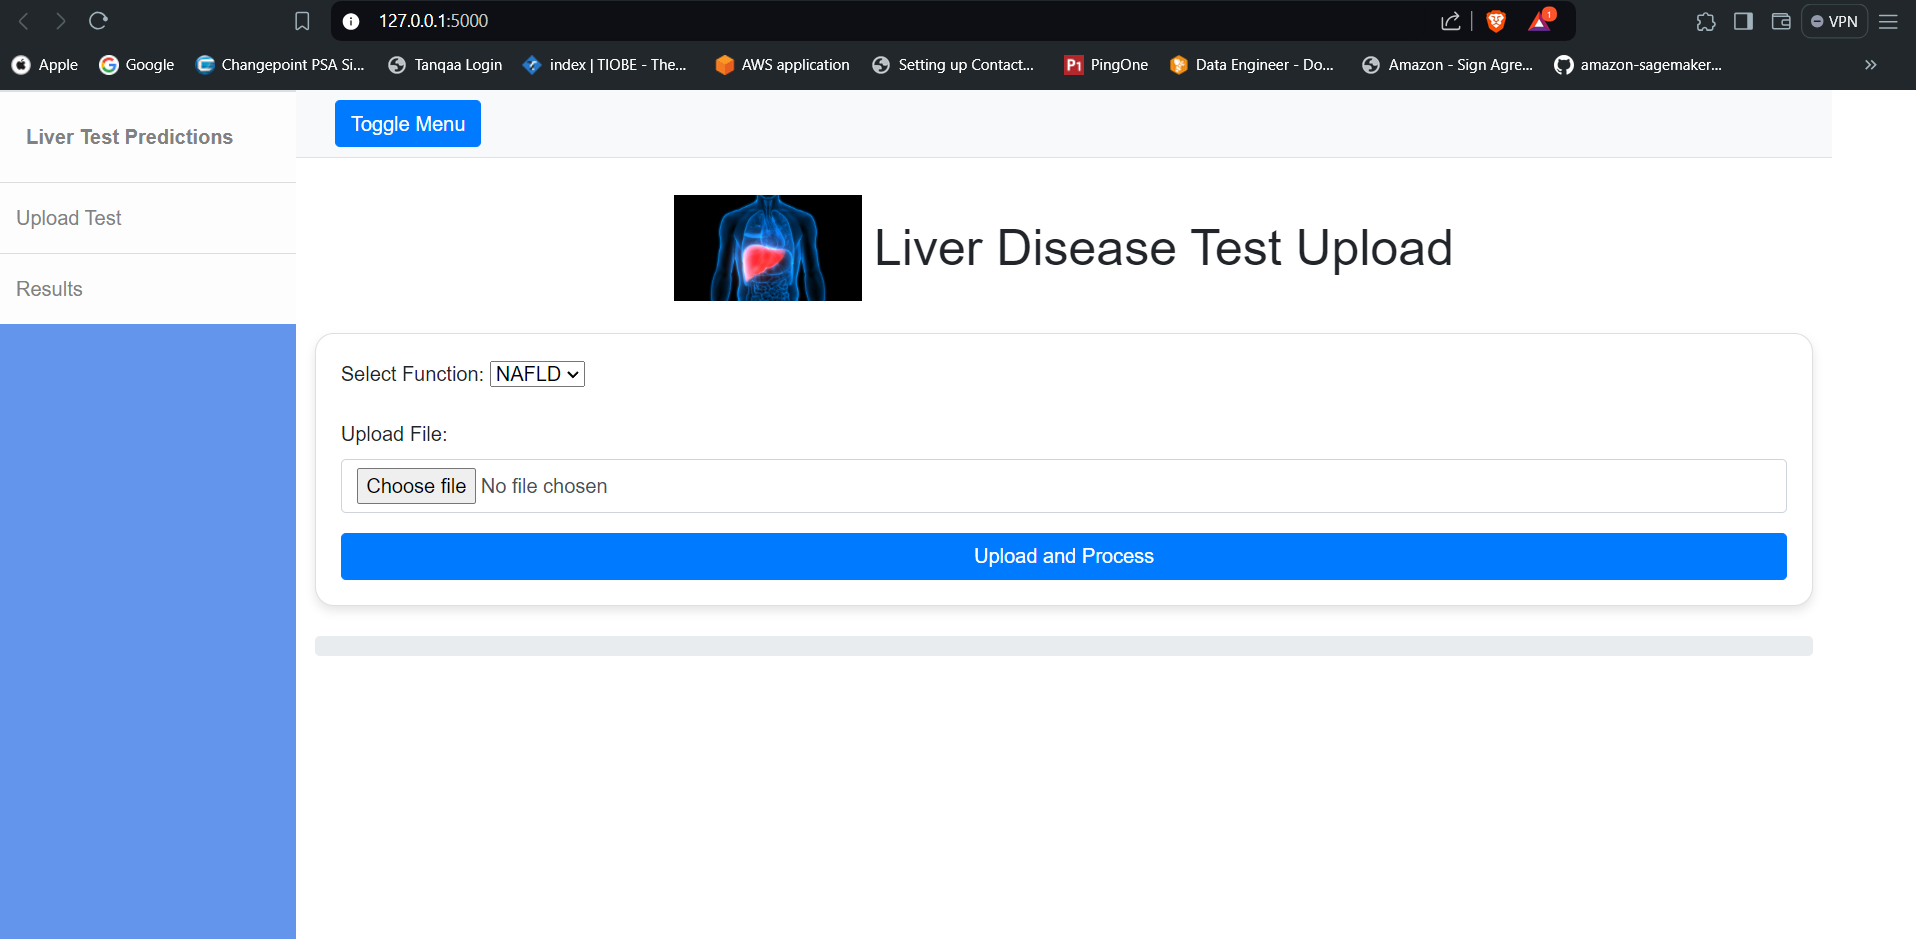 127.0.0.1:5000
1
VPN
Apple
Google
Changepoint PSA Si...
Tanqaa Login
index | TIOBE - The...
AWS application
Setting up Contact...
P1
PingOne
Data Engineer - Do...
Amazon - Sign Agre...
amazon-sagemaker...
»
Liver Test Predictions
Upload Test
Results
Toggle Menu
Liver Disease Test Upload
Select Function: NAFLD
Upload File:
Choose file No file chosen
Upload and Process